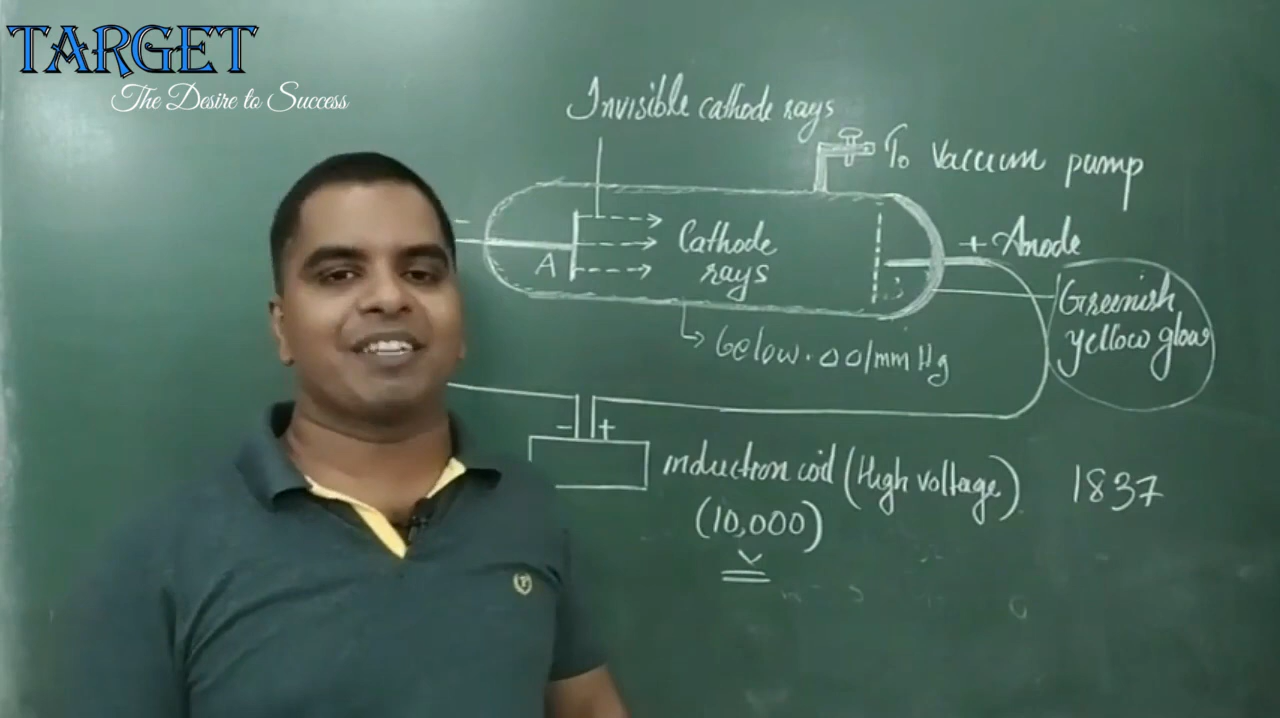 TARGET
The Desire to Success
Invisible cathode rays
To Vacuum pump
-
+ Anode
Cathode
rays
A
Greenish
yellow glow
below .001mm Hg
- +
induction coil (High voltage)
1837
(10,000)
V